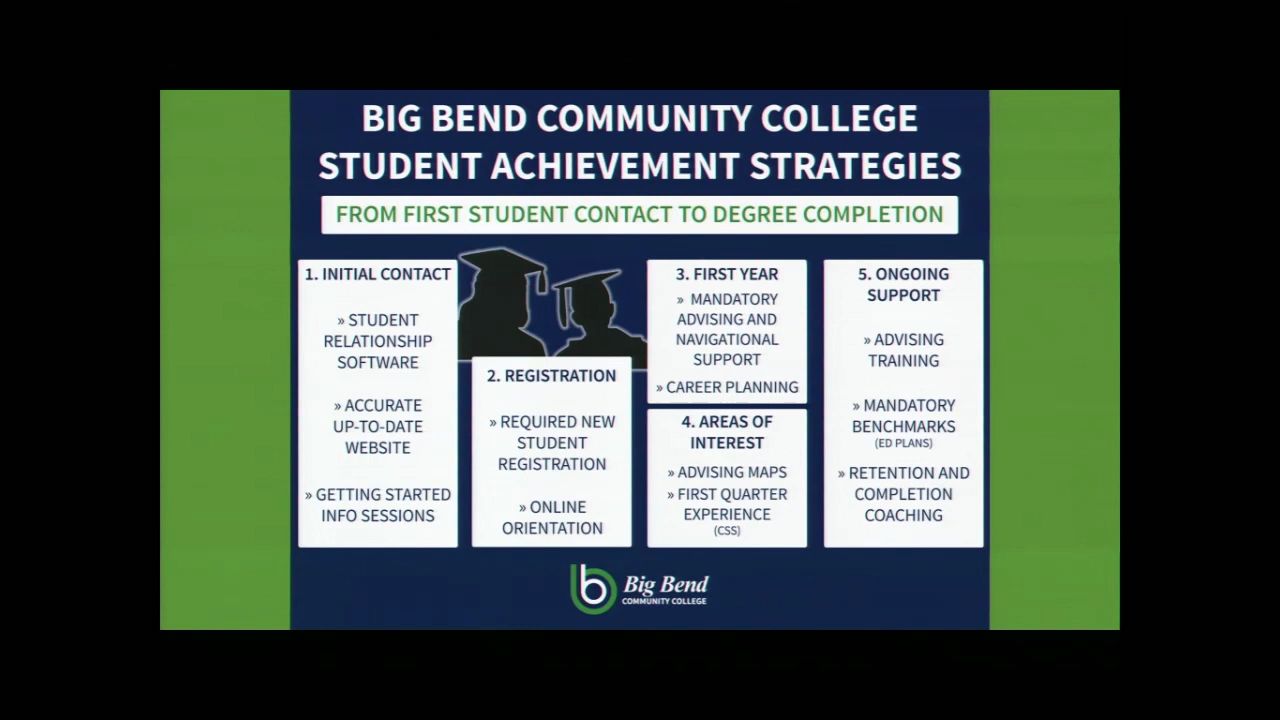 BIG BEND COMMUNITY COLLEGE
STUDENT ACHIEVEMENT STRATEGIES
FROM FIRST STUDENT CONTACT TO DEGREE COMPLETION
1. INITIAL CONTACT
» STUDENT
RELATIONSHIP
SOFTWARE
» ACCURATE
UP-TO-DATE
WEBSITE
» GETTING STARTED
INFO SESSIONS
2. REGISTRATION
» REQUIRED NEW
STUDENT
REGISTRATION
» ONLINE
ORIENTATION
3. FIRST YEAR
» MANDATORY
ADVISING AND
NAVIGATIONAL
SUPPORT
» CAREER PLANNING
4. AREAS OF
INTEREST
» ADVISING MAPS
» FIRST QUARTER
EXPERIENCE
(CSS)
5. ONGOING
SUPPORT
» ADVISING
TRAINING
» MANDATORY
BENCHMARKS
(ED PLANS)
» RETENTION AND
COMPLETION
COACHING
b Big Bend
COMMUNITY COLLEGE